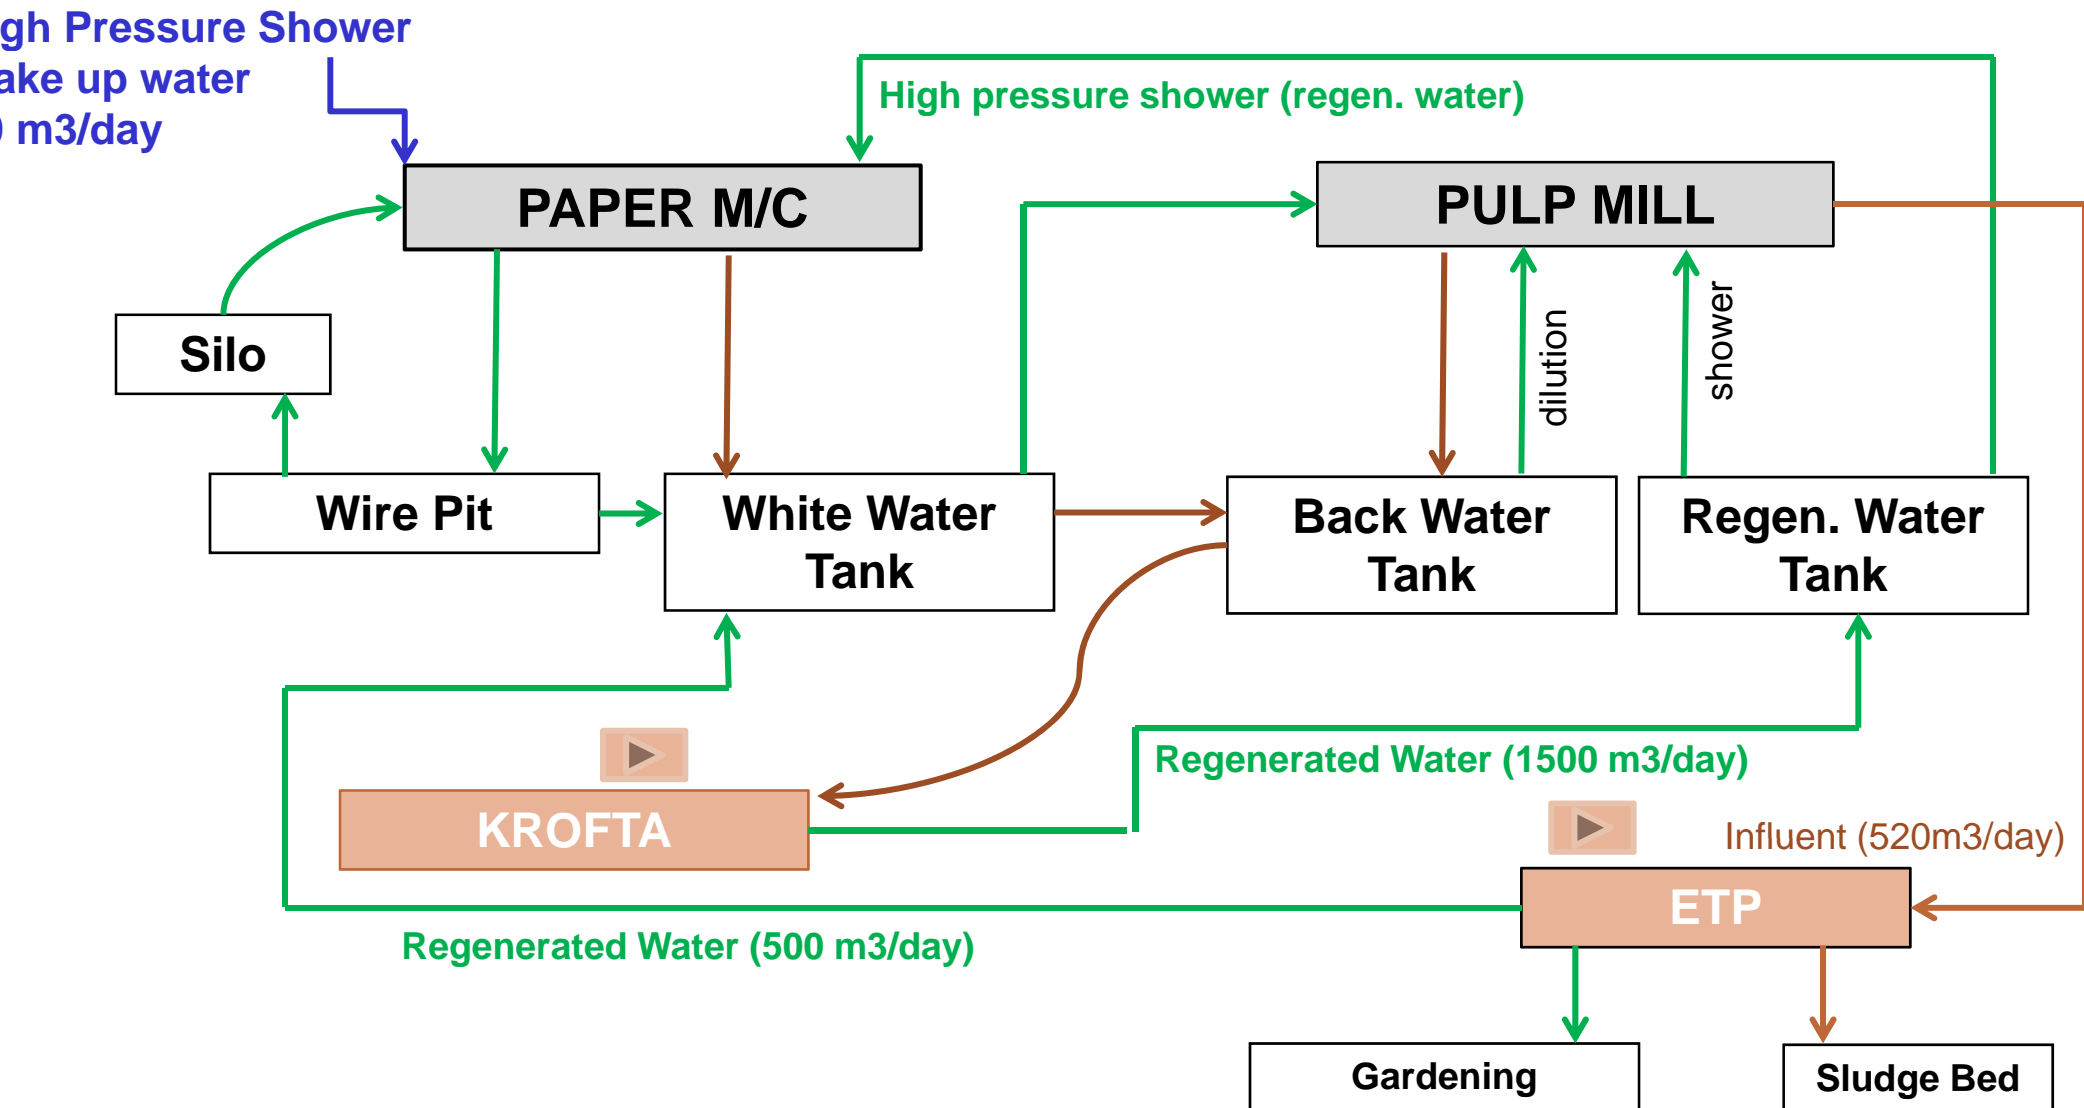 gh Pressure Shower
ake up water
m3/day
High pressure shower (regen. water)
PAPER M/C
PULP MILL
Silo
dilution
shower
Wire Pit
White Water
Tank
Back Water
Tank
Regen. Water
Tank
Regenerated Water (1500 m3/day)
KROFTA
Influent (520m3/day)
ETP
Regenerated Water (500 m3/day)
Gardening
Sludge Bed